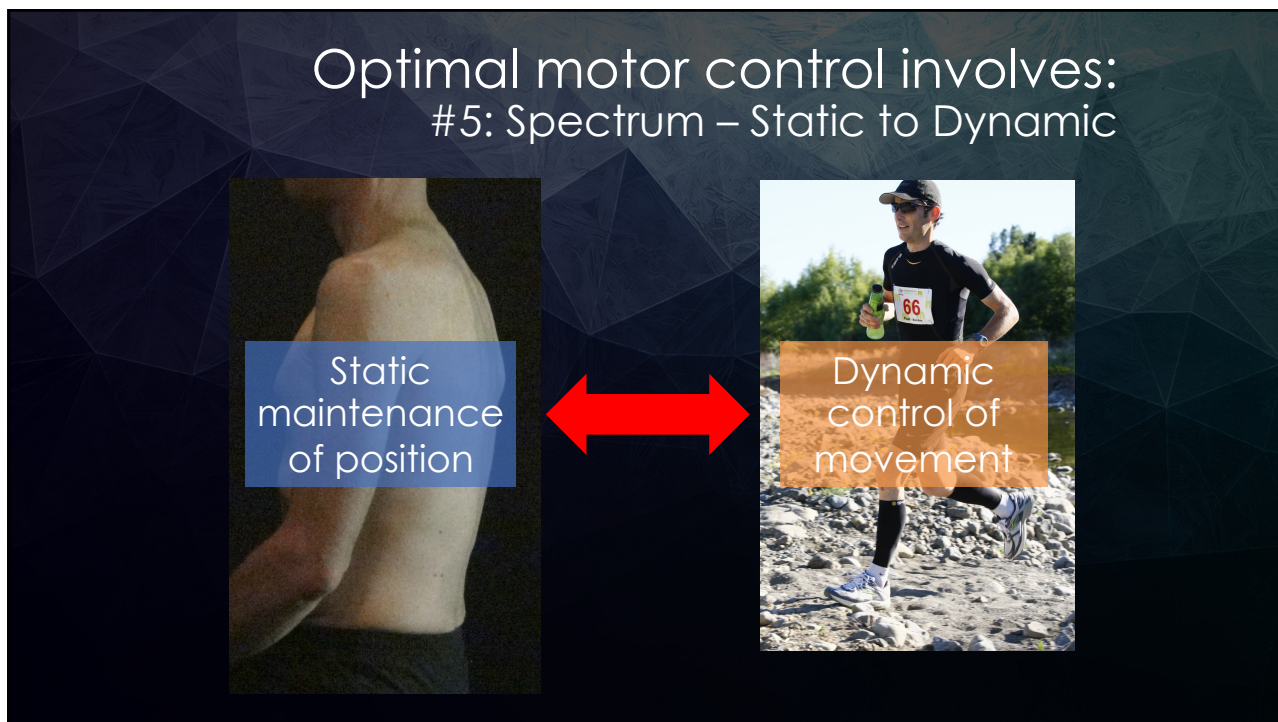 Optimal motor control involves:
#5: Spectrum – Static to Dynamic
Static
maintenance
of position
66
Dynamic
control of
movement